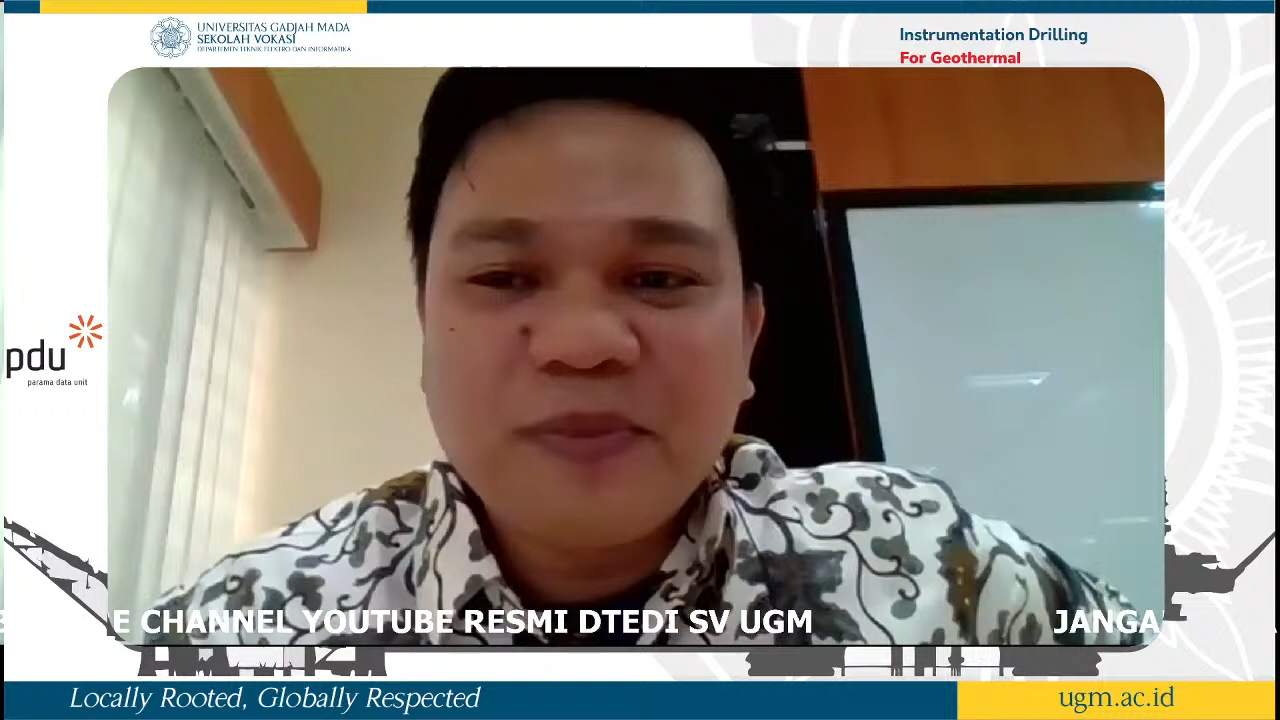 UNIVERSITAS GADJAH MADA
SEKOLAH VOKASI
DEPARTEMEN TEKNIK ELEKTRO DAN INFORMATIKA
Instrumentation Drilling
For Geothermal
pdu
parama data unit
E CHANNEL YOUTUBE RESMI DTEDI SV UGM
JANGA
Locally Rooted, Globally Respected
ugm.ac.id